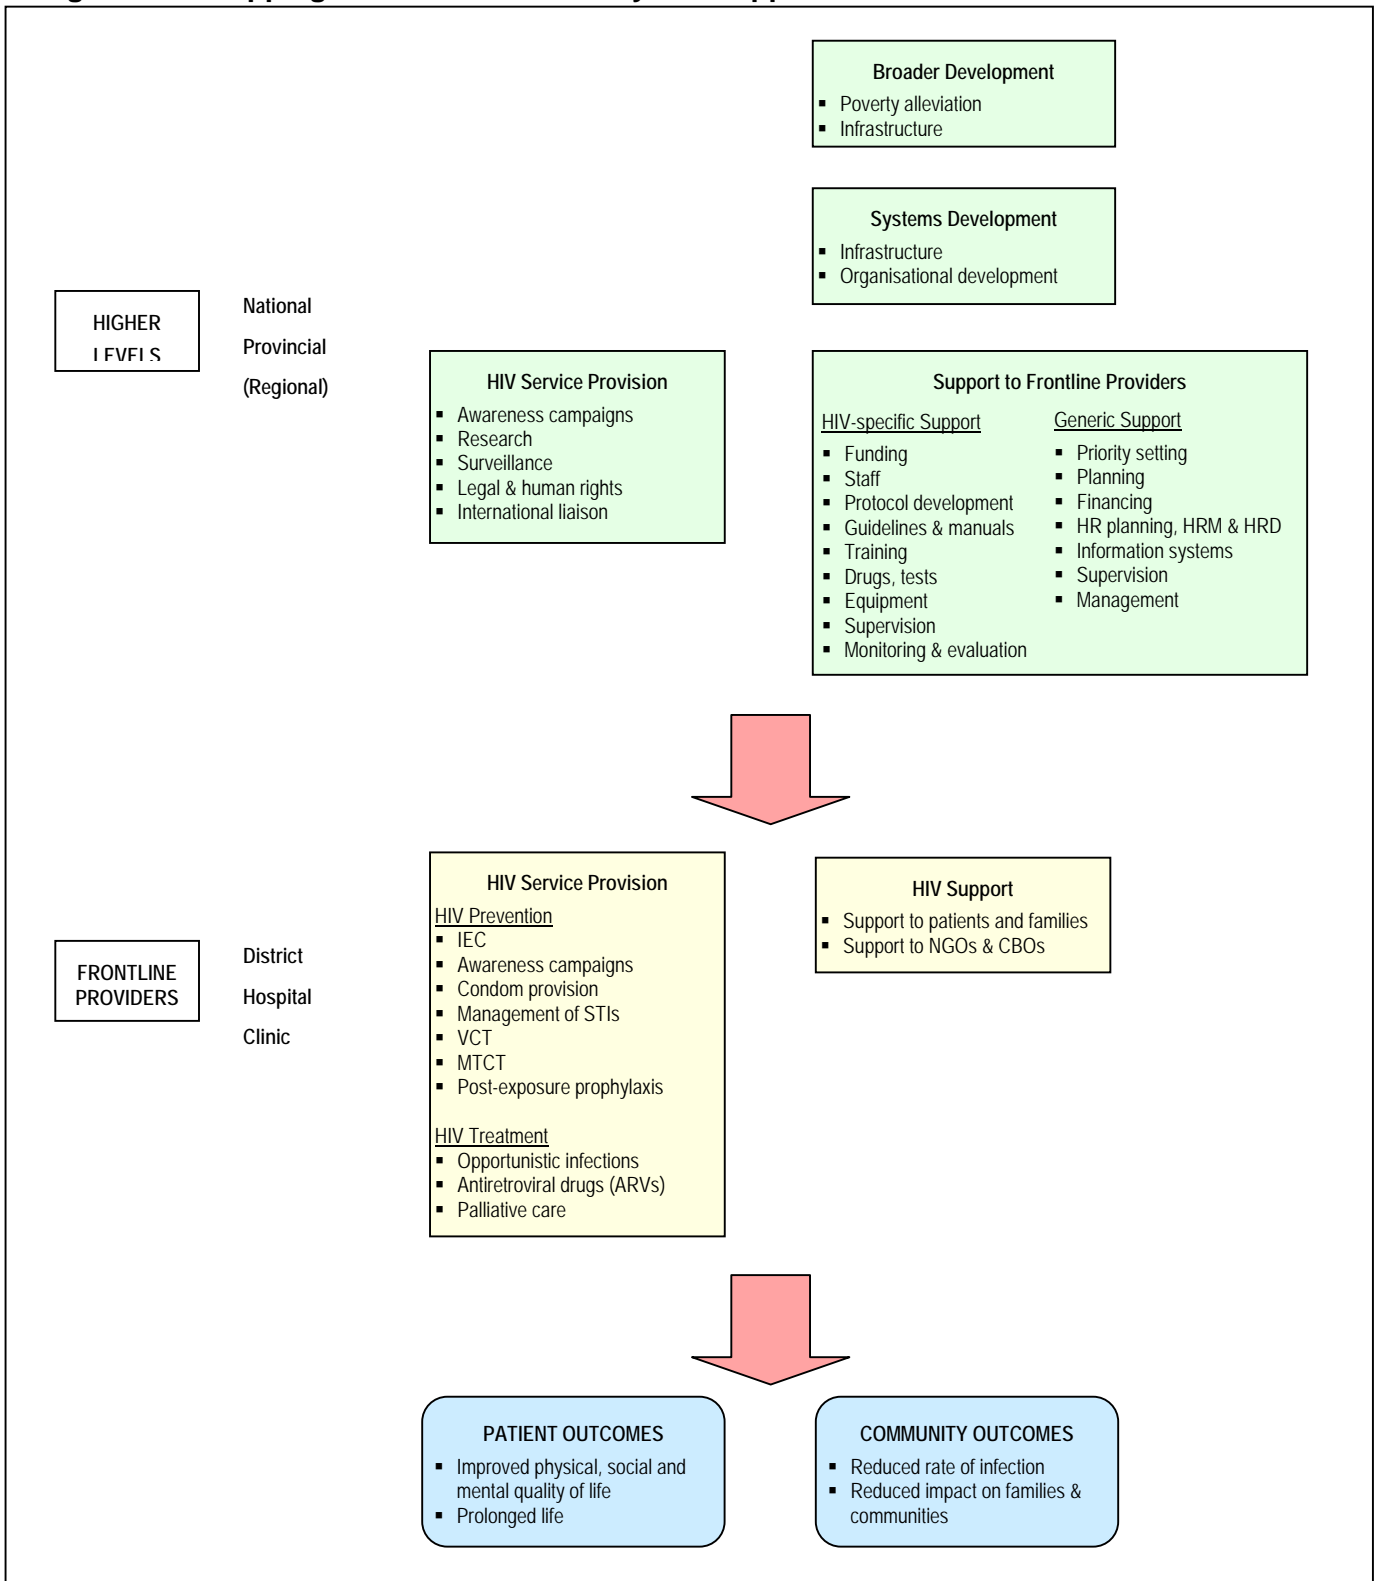 Broader Development
▪ Poverty alleviation
▪ Infrastructure
Systems Development
▪ Infrastructure
▪ Organisational development
HIGHER
LEVELS
National
Provincial
(Regional)
HIV Service Provision
▪ Awareness campaigns
▪ Research
▪ Surveillance
▪ Legal & human rights
▪ International liaison
Support to Frontline Providers
HIV-specific Support
▪ Funding
▪ Staff
▪ Protocol development
▪ Guidelines & manuals
▪ Training
▪ Drugs, tests
▪ Equipment
▪ Supervision
▪ Monitoring & evaluation
Generic Support
▪ Priority setting
▪ Planning
▪ Financing
▪ HR planning, HRM & HRD
▪ Information systems
▪ Supervision
▪ Management
FRONTLINE
PROVIDERS
District
Hospital
Clinic
HIV Service Provision
HIV Prevention
▪ IEC
▪ Awareness campaigns
▪ Condom provision
▪ Management of STIs
▪ VCT
▪ MTCT
▪ Post-exposure prophylaxis
HIV Treatment
▪ Opportunistic infections
▪ Antiretroviral drugs (ARVs)
▪ Palliative care
HIV Support
▪ Support to patients and families
▪ Support to NGOs & CBOs
PATIENT OUTCOMES
▪ Improved physical, social and
mental quality of life
▪ Prolonged life
COMMUNITY OUTCOMES
▪ Reduced rate of infection
▪ Reduced impact on families &
communities